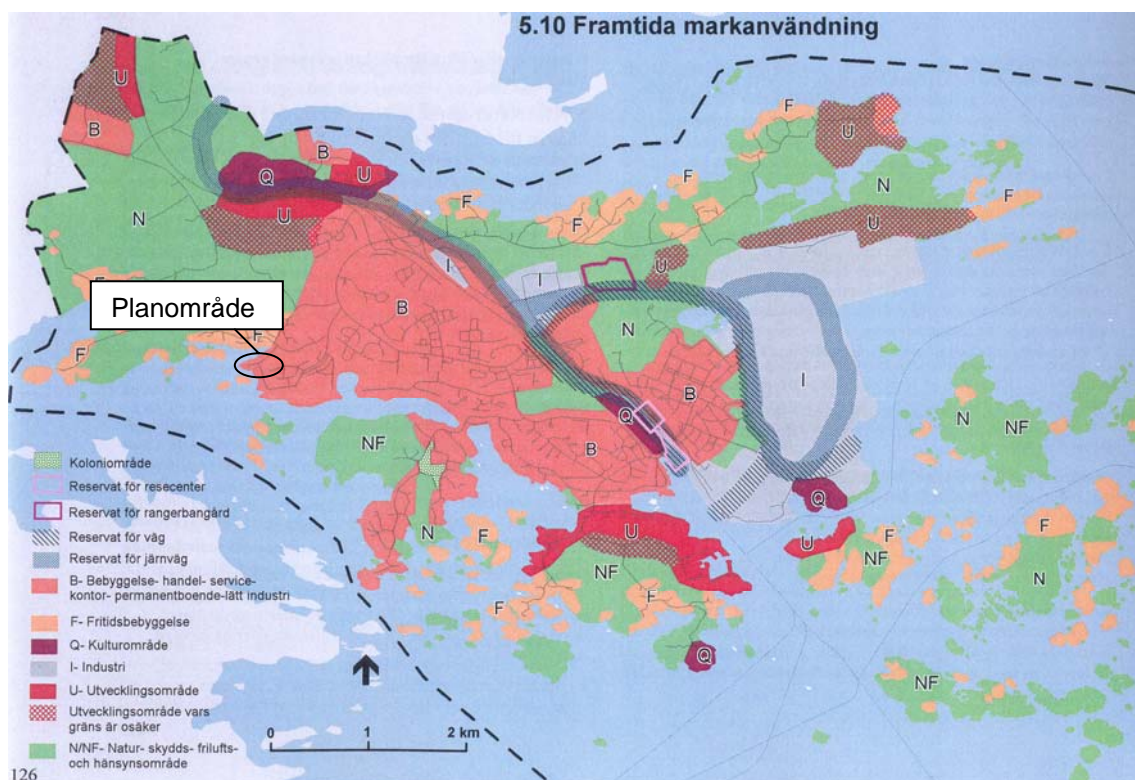 5.10 Framtida markanvändning
U
B
Q
B
U
F
U
F
N
F
F
N
F
F
U
U
I
I
U
F
Planområde
B
N
F
F
B
I
Q
B
N
NF
NF
N
F
U
Q
U
F
NF
F
NF
N
F
F
Q
NF
Koloniområde
Reservat för resecenter
Reservat för rangerbangård
Reservat för väg
Reservat för järnväg
B- Bebyggelse- handel- service-
kontor- permanentboende-lätt industri
F- Fritidsbebyggelse
Q- Kulturområde
I- Industri
U- Utvecklingsområde
Utvecklingsområde vars
gräns är osäker
N/NF- Natur- skydds- frilufts-
och hänsynsområde
0 1 2 km
126